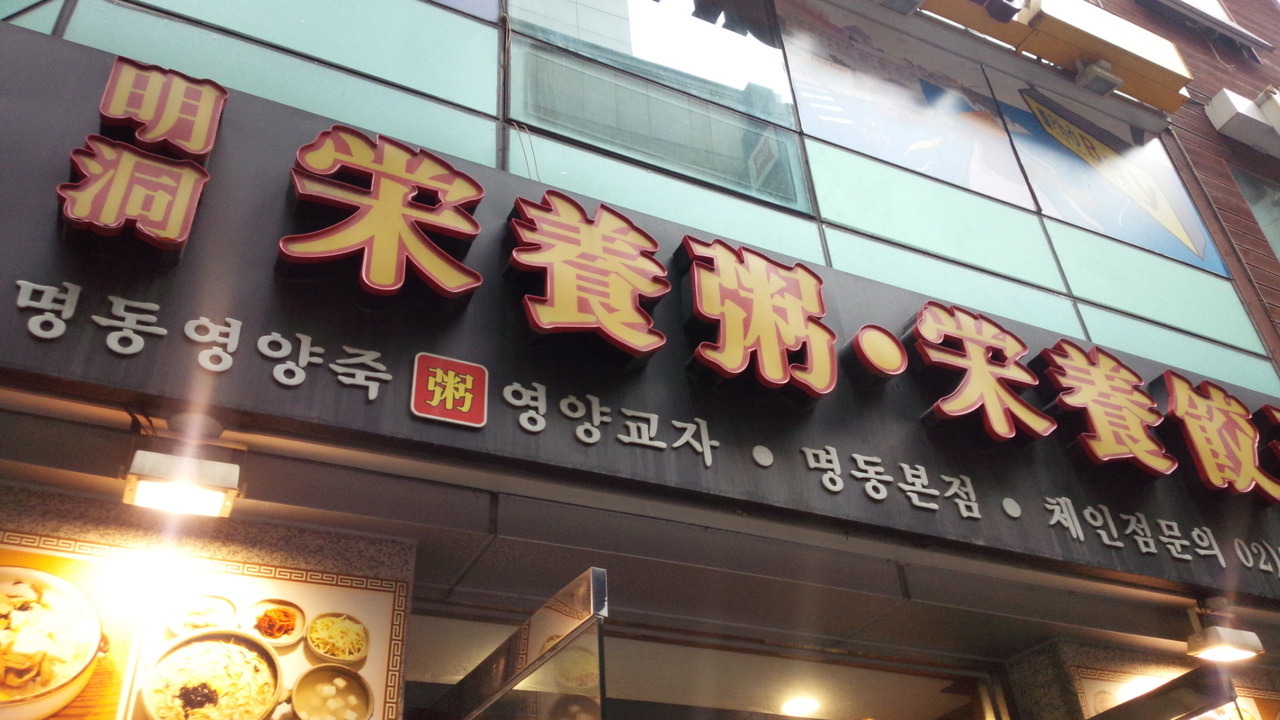 明洞 栄養粥·栄養餃
명동영양죽 粥 영양교자 • 명동본점 • 체인점문의 02)